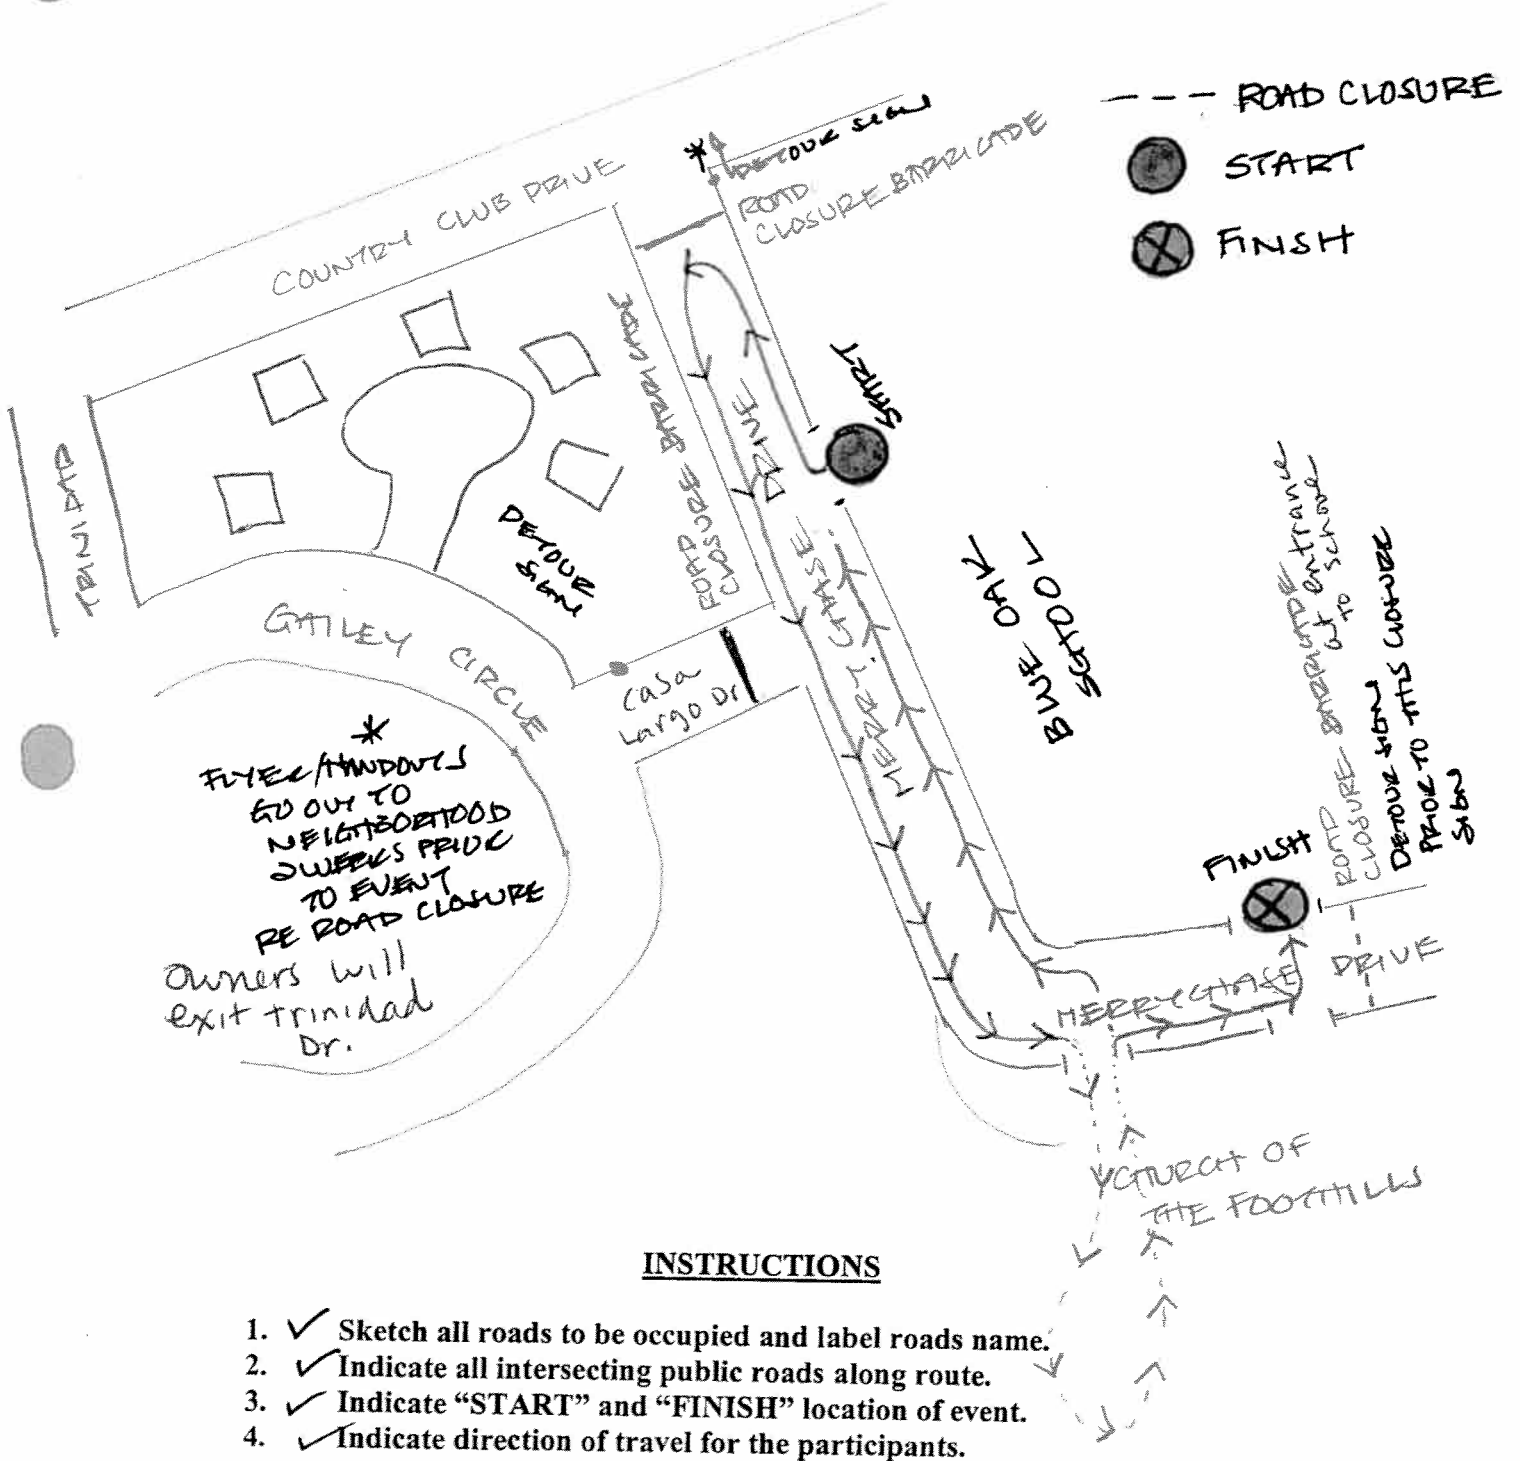 --- ROAD CLOSURE
START
FINISH
* DETOUR SIGN
ROAD
CLOSURE BARRICADE
COUNTRY CLUB DRIVE
TRINIDAD
ROAD
CLOSURE BARRICADE
START
DETOUR
SIGN
MERRYCHASE DRIVE
GAILEY CIRCLE
Casa
Largo Dr
BLUE OAK
SCHOOL
ROAD
CLOSURE BARRICADE
at entrance
to school
DETOUR SIGN
PRIOR TO THIS CLOSURE
SIGN
FINISH
*
FLYER/HANDOUTS
GO OUT TO
NEIGHBORHOOD
2 WEEKS PRIOR
TO EVENT
RE ROAD CLOSURE
Owners will
exit trinidad
Dr.
MERRYCHASE DRIVE
CHURCH OF
THE FOOTHILLS
INSTRUCTIONS
1. ✓ Sketch all roads to be occupied and label roads name.
2. ✓ Indicate all intersecting public roads along route.
3. ✓ Indicate “START” and “FINISH” location of event.
4. ✓ Indicate direction of travel for the participants.